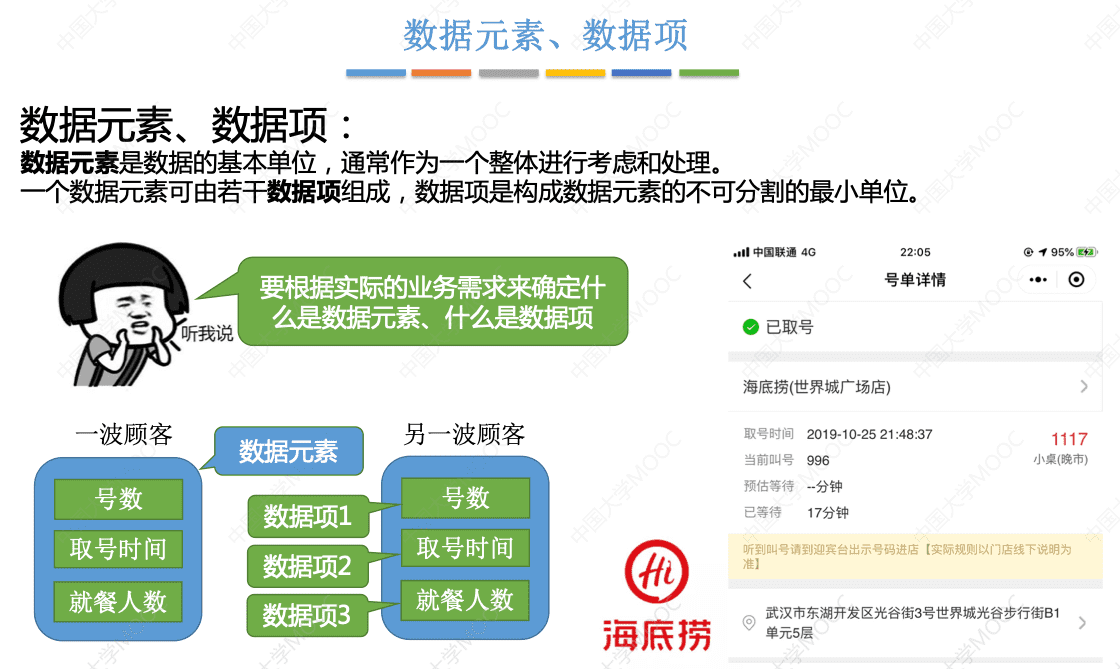 数据元素、数据项
数据元素、数据项：
数据元素是数据的基本单位，通常作为一个整体进行考虑和处理。
一个数据元素可由若干数据项组成，数据项是构成数据元素的不可分割的最小单位。
听我说
要根据实际的业务需求来确定什
么是数据元素、什么是数据项
一波顾客
数据元素
号数
取号时间
就餐人数
另一波顾客
数据项1
数据项2
数据项3
号数
取号时间
就餐人数
Hi
海底捞
中国联通 4G
22:05
95%
号单详情
已取号
海底捞(世界城广场店)
取号时间 2019-10-25 21:48:37
1117
当前叫号 996
小桌(晚市)
预估等待 --分钟
已等待 17分钟
听到叫号请到迎宾台出示号码进店【实际规则以门店线下说明为
准】
武汉市东湖开发区光谷街3号世界城光谷步行街B1
单元5层
中国大学MOOC